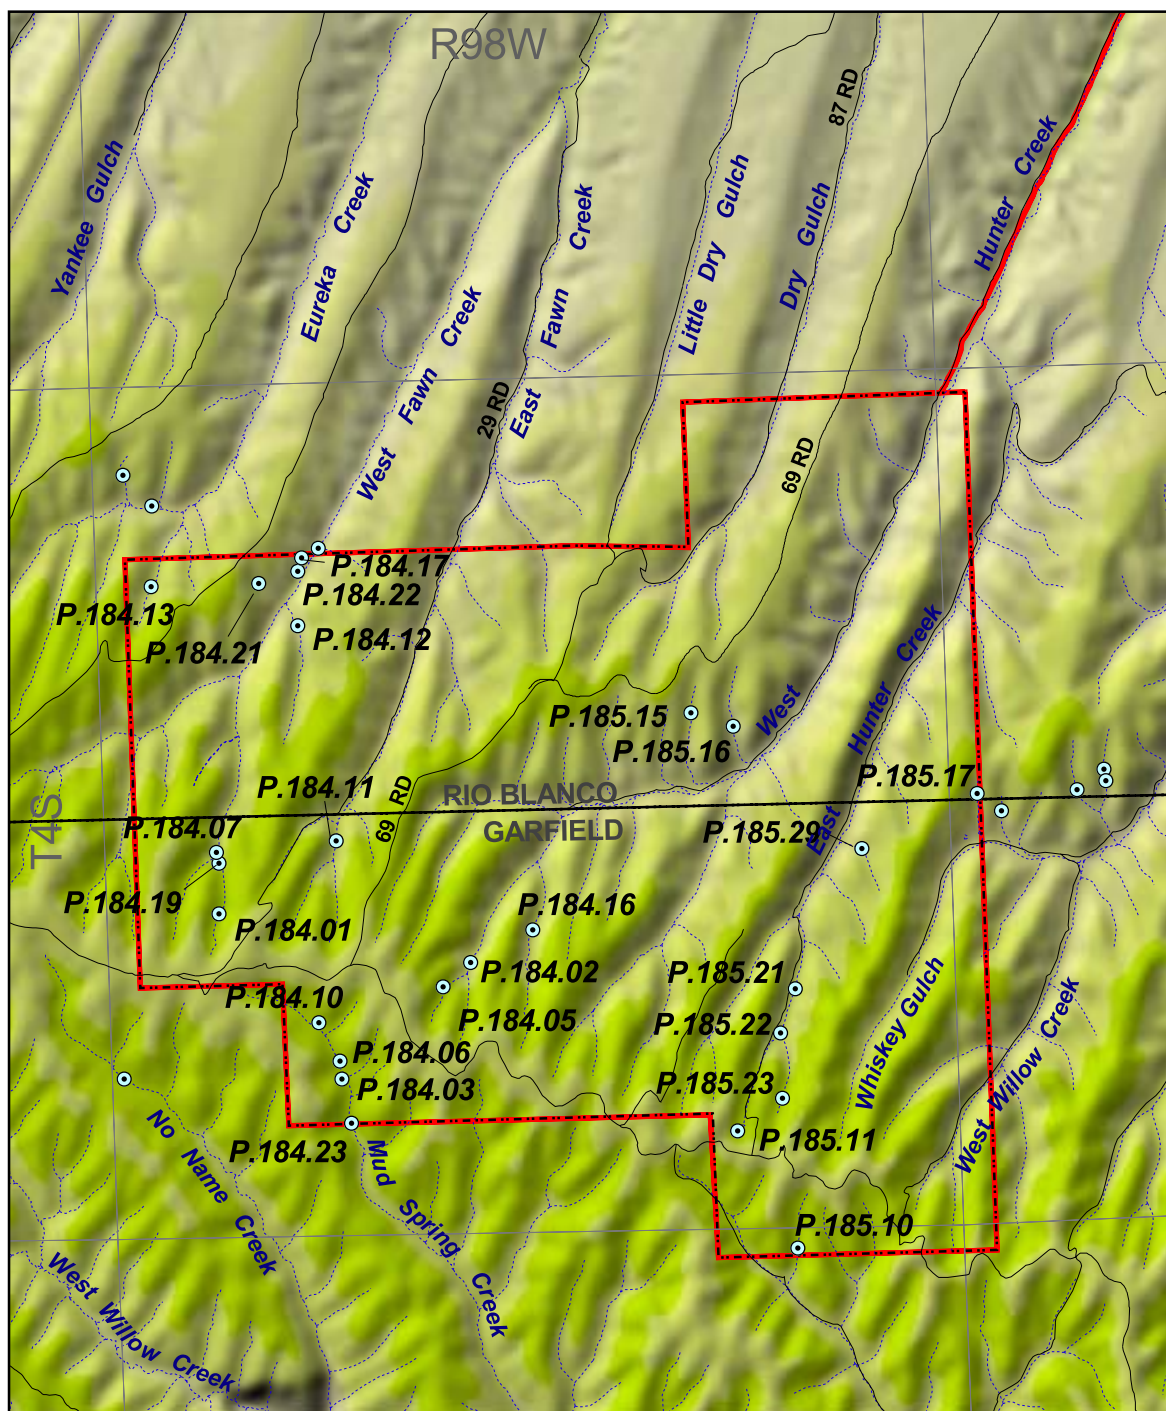 R98W
87 RD
Hunter Creek
Yankee Gulch
Eureka Creek
West Fawn Creek
East Fawn Creek
Little Dry Gulch
Dry Gulch
29 RD
69 RD
P.184.17
P.184.22
P.184.13
P.184.12
P.184.21
P.185.15
P.185.16
West
Hunter Creek
East
P.185.17
P.184.11
RIO BLANCO
69 RD
T4S
P.184.07
GARFIELD
P.185.29
P.184.19
P.184.16
P.184.01
P.184.02
P.185.21
P.184.10
P.184.05
P.185.22
Whiskey Gulch
West Willow Creek
P.184.06
P.184.03
P.185.23
P.184.23
P.185.11
No Name Creek
Mud Spring Creek
P.185.10
West Willow Creek